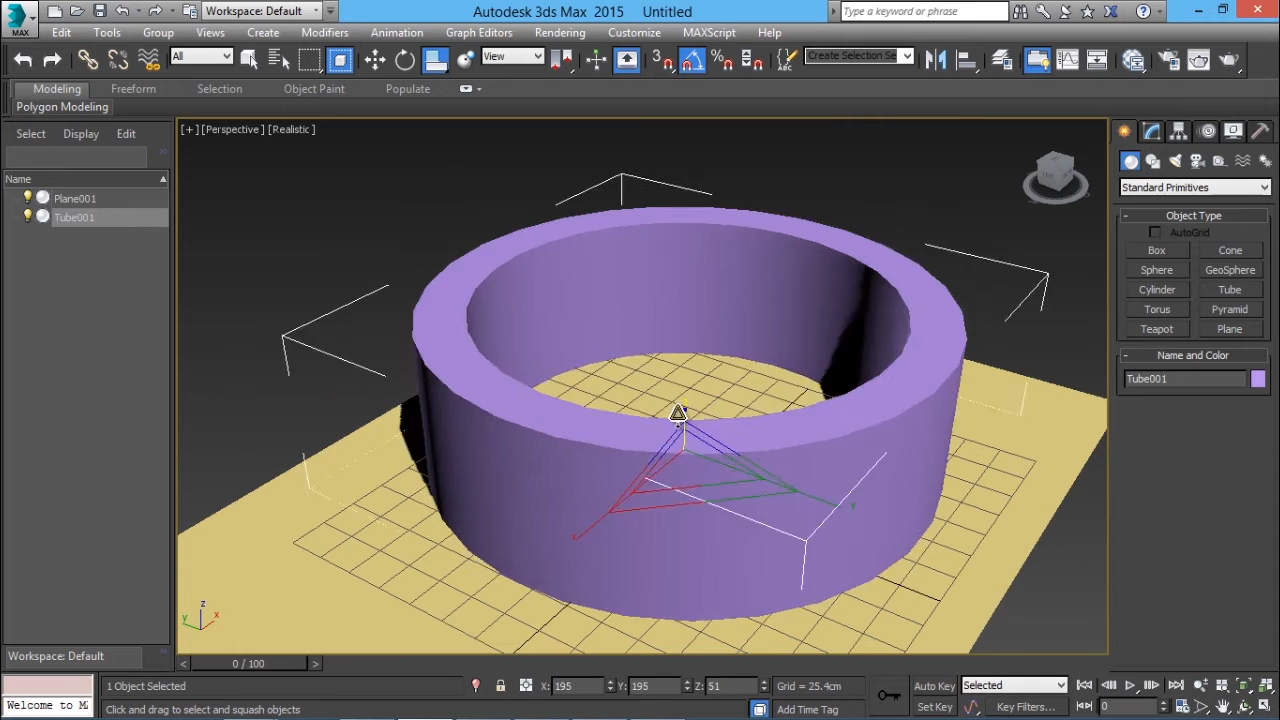 Workspace: Default
Autodesk 3ds Max 2015 Untitled
Type a keyword or phrase
MAX
Edit Tools Group Views Create Modifiers Animation Graph Editors Rendering Customize MAXScript Help
All
View
3
Create Selection Se
Modeling Freeform Selection Object Paint Populate
Polygon Modeling
Select Display Edit
[+] [Perspective] [Realistic]
Name
Plane001
Tube001
Standard Primitives
- Object Type
AutoGrid
Box Cone
Sphere GeoSphere
Cylinder Tube
Torus Pyramid
Teapot Plane
- Name and Color
Tube001
x
y
z
y
x
Workspace: Default
< 0 / 100 >
1 Object Selected
X: 195 Y: 195 Z: 51
Grid = 25.4cm
Auto Key
Selected
Welcome to MA
Click and drag to select and squash objects
Add Time Tag
Set Key
Key Filters...
0